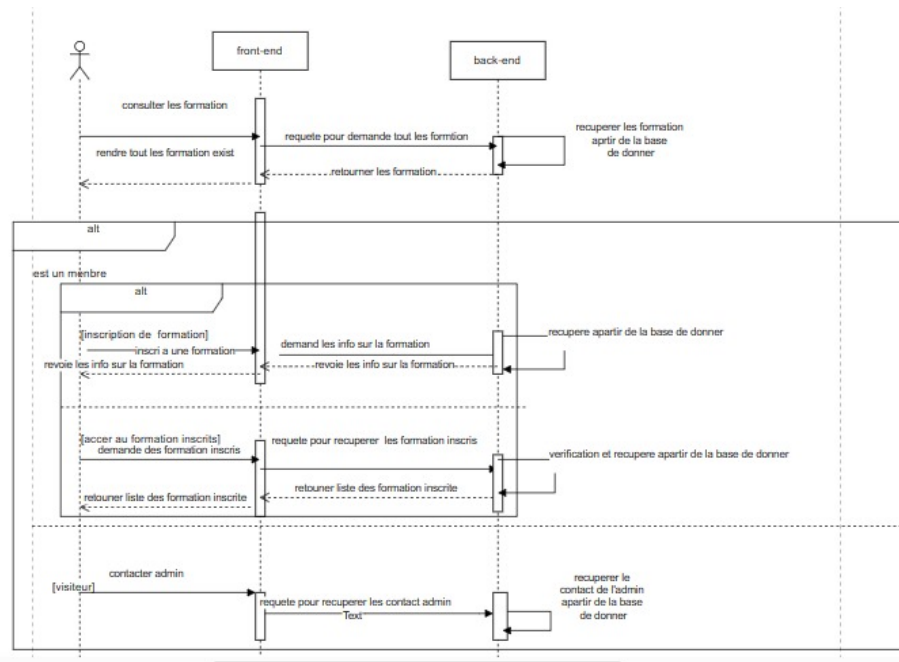 front-end
back-end
consulter les formation
requete pour demande tout les formtion
recuperer les formation
aprtir de la base
de donner
rendre tout les formation exist
retourner les formation
alt
est un menbre
alt
[inscription de formation]
inscri a une formation
demand les info sur la formation
recupere apartir de la base de donner
revoie les info sur la formation
revoie les info sur la formation
[accer au formation inscrits]
demande des formation inscris
requete pour recuperer les formation inscris
verification et recupere apartir de la base de donner
retouner liste des formation inscrite
retouner liste des formation inscrite
contacter admin
[visiteur]
requete pour recuperer les contact admin
Text
recuperer le
contact de l'admin
apartir de la base
de donner